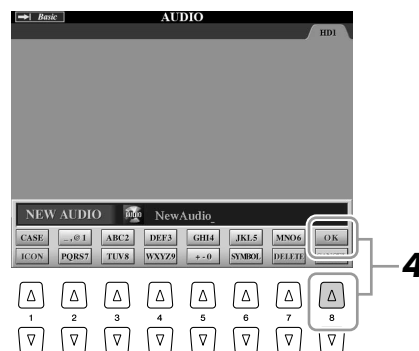 Basic
AUDIO
HD1
NEW AUDIO
AUDIO
NewAudio_
CASE
_.,@1
ABC2
DEF3
GHI4
JKL5
MNO6
OK
ICON
PQRS7
TUV8
WXYZ9
+-0
SYMBOL
DELETE
4
1
2
3
4
5
6
7
8